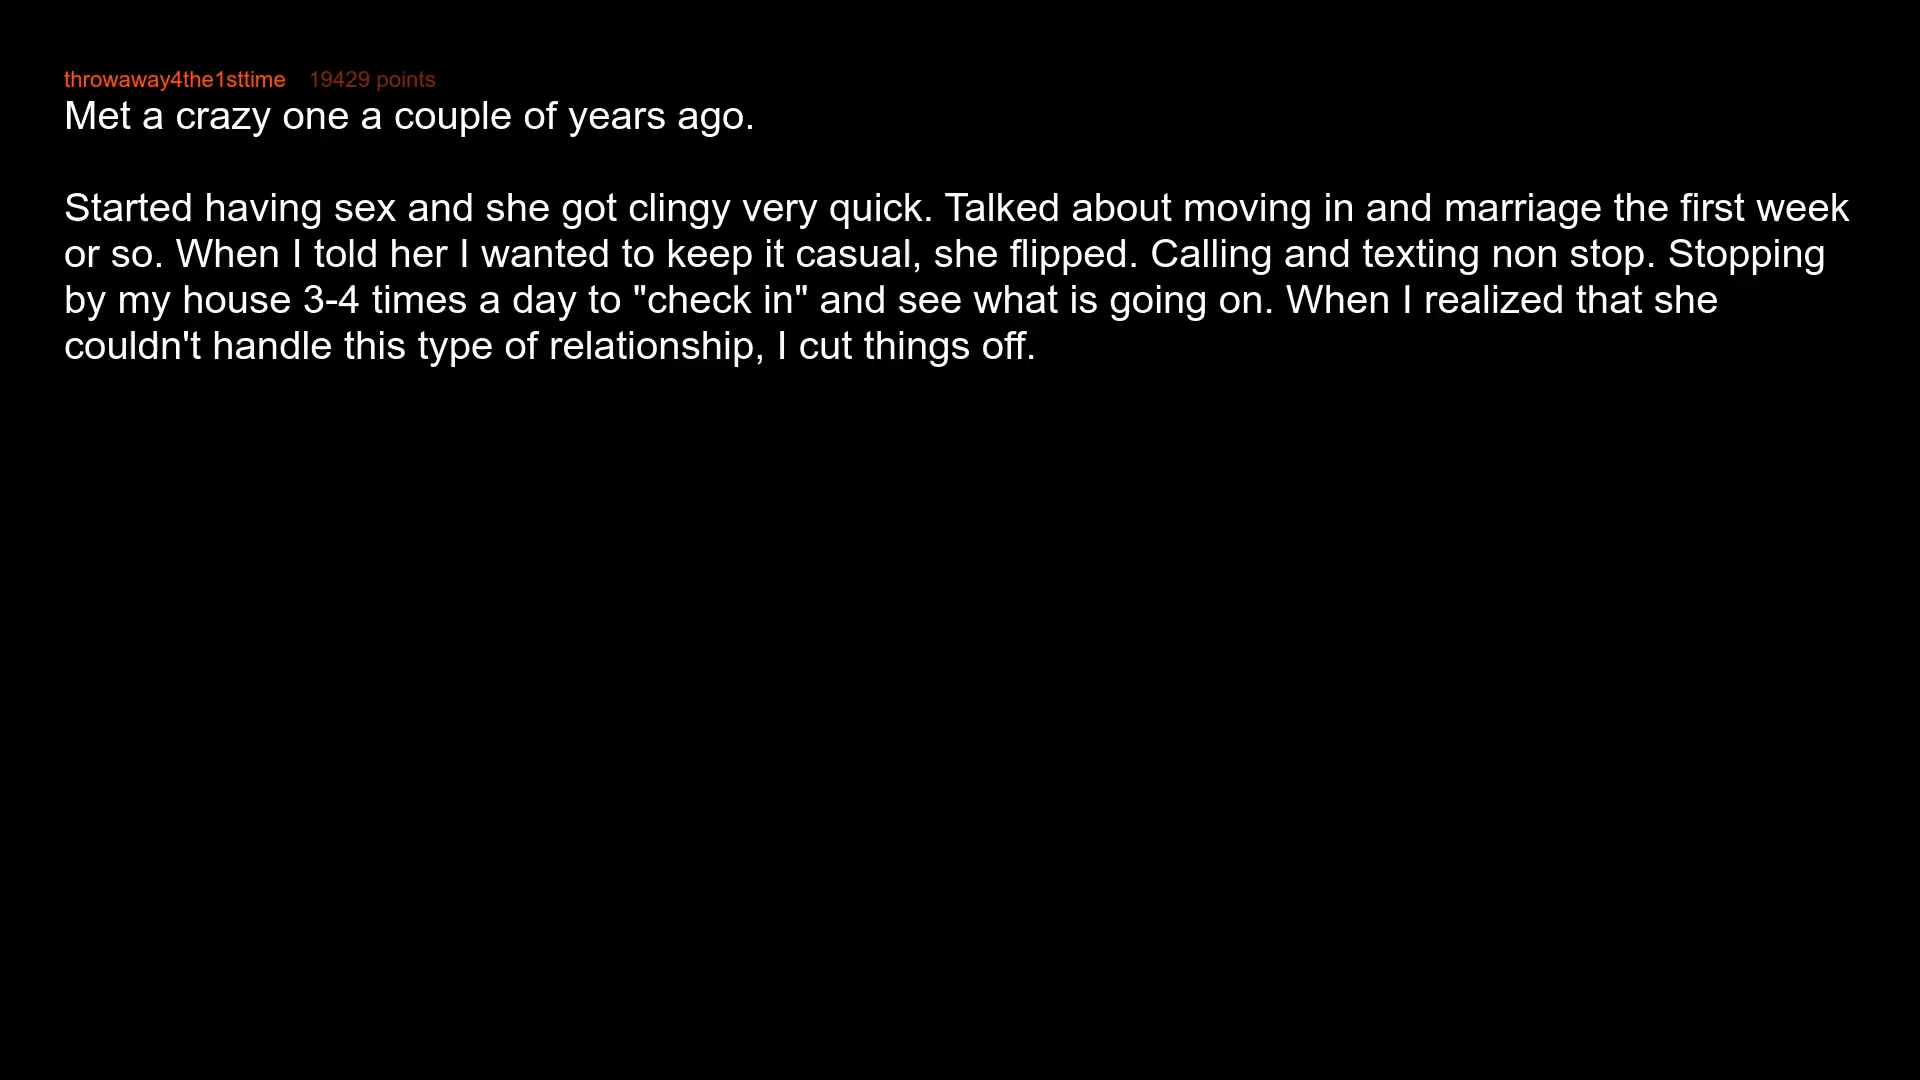 throwaway4the1sttime 19429 points
Met a crazy one a couple of years ago.
Started having sex and she got clingy very quick. Talked about moving in and marriage the first week
or so. When I told her I wanted to keep it casual, she flipped. Calling and texting non stop. Stopping
by my house 3-4 times a day to "check in" and see what is going on. When I realized that she
couldn't handle this type of relationship, I cut things off.